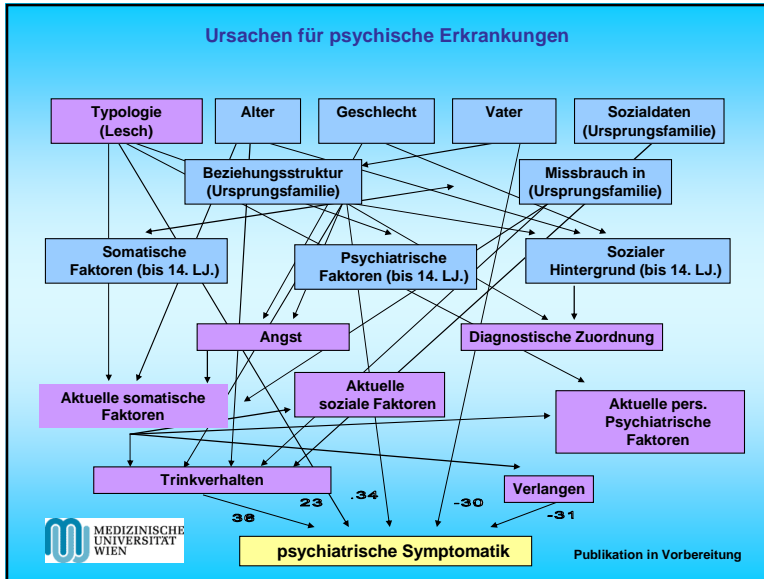 Ursachen für psychische Erkrankungen
Typologie
(Lesch)
Alter
Geschlecht
Vater
Sozialdaten
(Ursprungsfamilie)
Beziehungsstruktur
(Ursprungsfamilie)
Missbrauch in
(Ursprungsfamilie)
Somatische
Faktoren (bis 14. LJ.)
Psychiatrische
Faktoren (bis 14. LJ.)
Sozialer
Hintergrund (bis 14. LJ.)
Angst
Diagnostische Zuordnung
Aktuelle somatische
Faktoren
Aktuelle
soziale Faktoren
Aktuelle pers.
Psychiatrische
Faktoren
Trinkverhalten
Verlangen
38
23
.34
-30
-31
MEDIZINISCHE
UNIVERSITÄT
WIEN
psychiatrische Symptomatik
Publikation in Vorbereitung